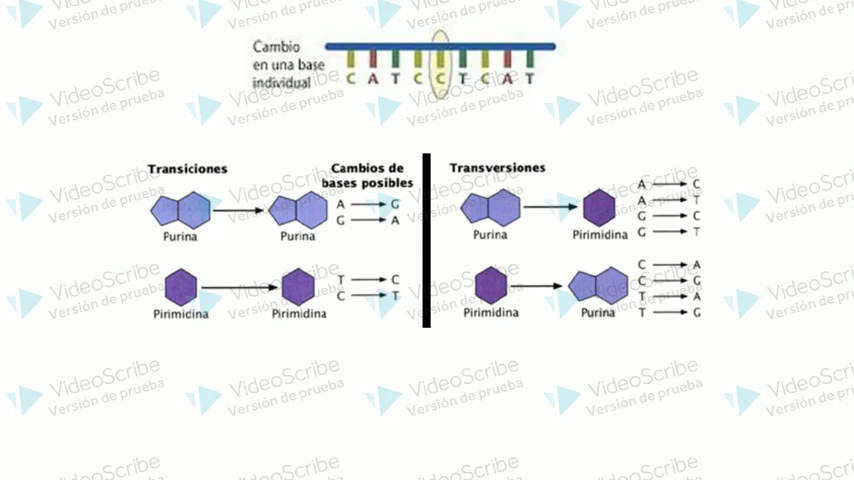 Cambio
en una base
individual
C A T C C T C A T
Transiciones
Cambios de
bases posibles
A → G
G → A
Purina
Purina
T → C
C → T
Pirimidina
Pirimidina
Transversiones
A → C
A → T
G → C
G → T
Purina
Pirimidina
C → A
C → G
T → A
T → G
Pirimidina
Purina
VideoScribe
Versión de prueba